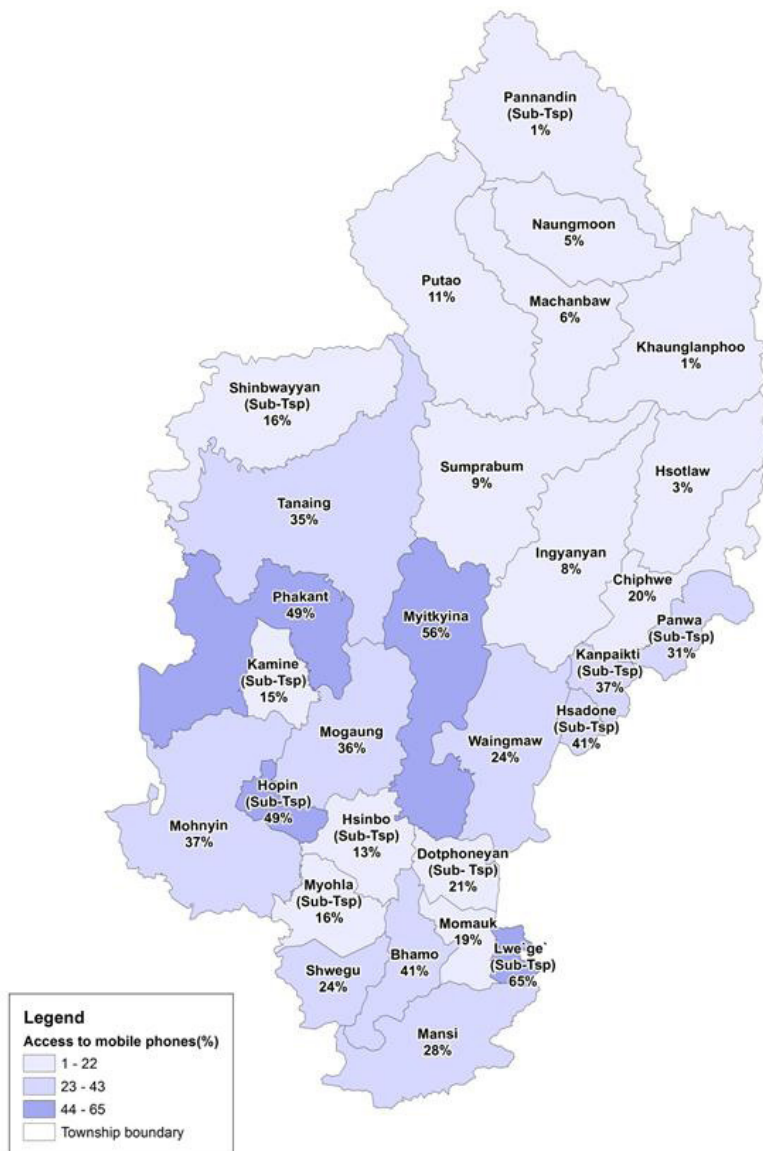 Pannandin
(Sub-Tsp)
1%
Naungmoon
5%
Putao
11%
Machanbaw
6%
Khaunglanphoo
1%
Shinbwayyan
(Sub-Tsp)
16%
Sumprabum
9%
Hsotlaw
3%
Tanaing
35%
Ingyanyan
8%
Chiphwe
20%
Phakant
49%
Myitkyina
56%
Panwa
(Sub-Tsp)
31%
Kamine
(Sub-Tsp)
15%
Kanpaikti
(Sub-Tsp)
37%
Hsadone
(Sub-Tsp)
41%
Mogaung
36%
Waingmaw
24%
Hopin
(Sub-Tsp)
49%
Mohnyin
37%
Hsinbo
(Sub-Tsp)
13%
Dotphoneyan
(Sub- Tsp)
21%
Myohla
(Sub-Tsp)
16%
Momauk
19%
Lwe`ge`
(Sub-Tsp)
65%
Bhamo
41%
Shwegu
24%
Mansi
28%
Legend
Access to mobile phones(%)
1 - 22
23 - 43
44 - 65
Township boundary